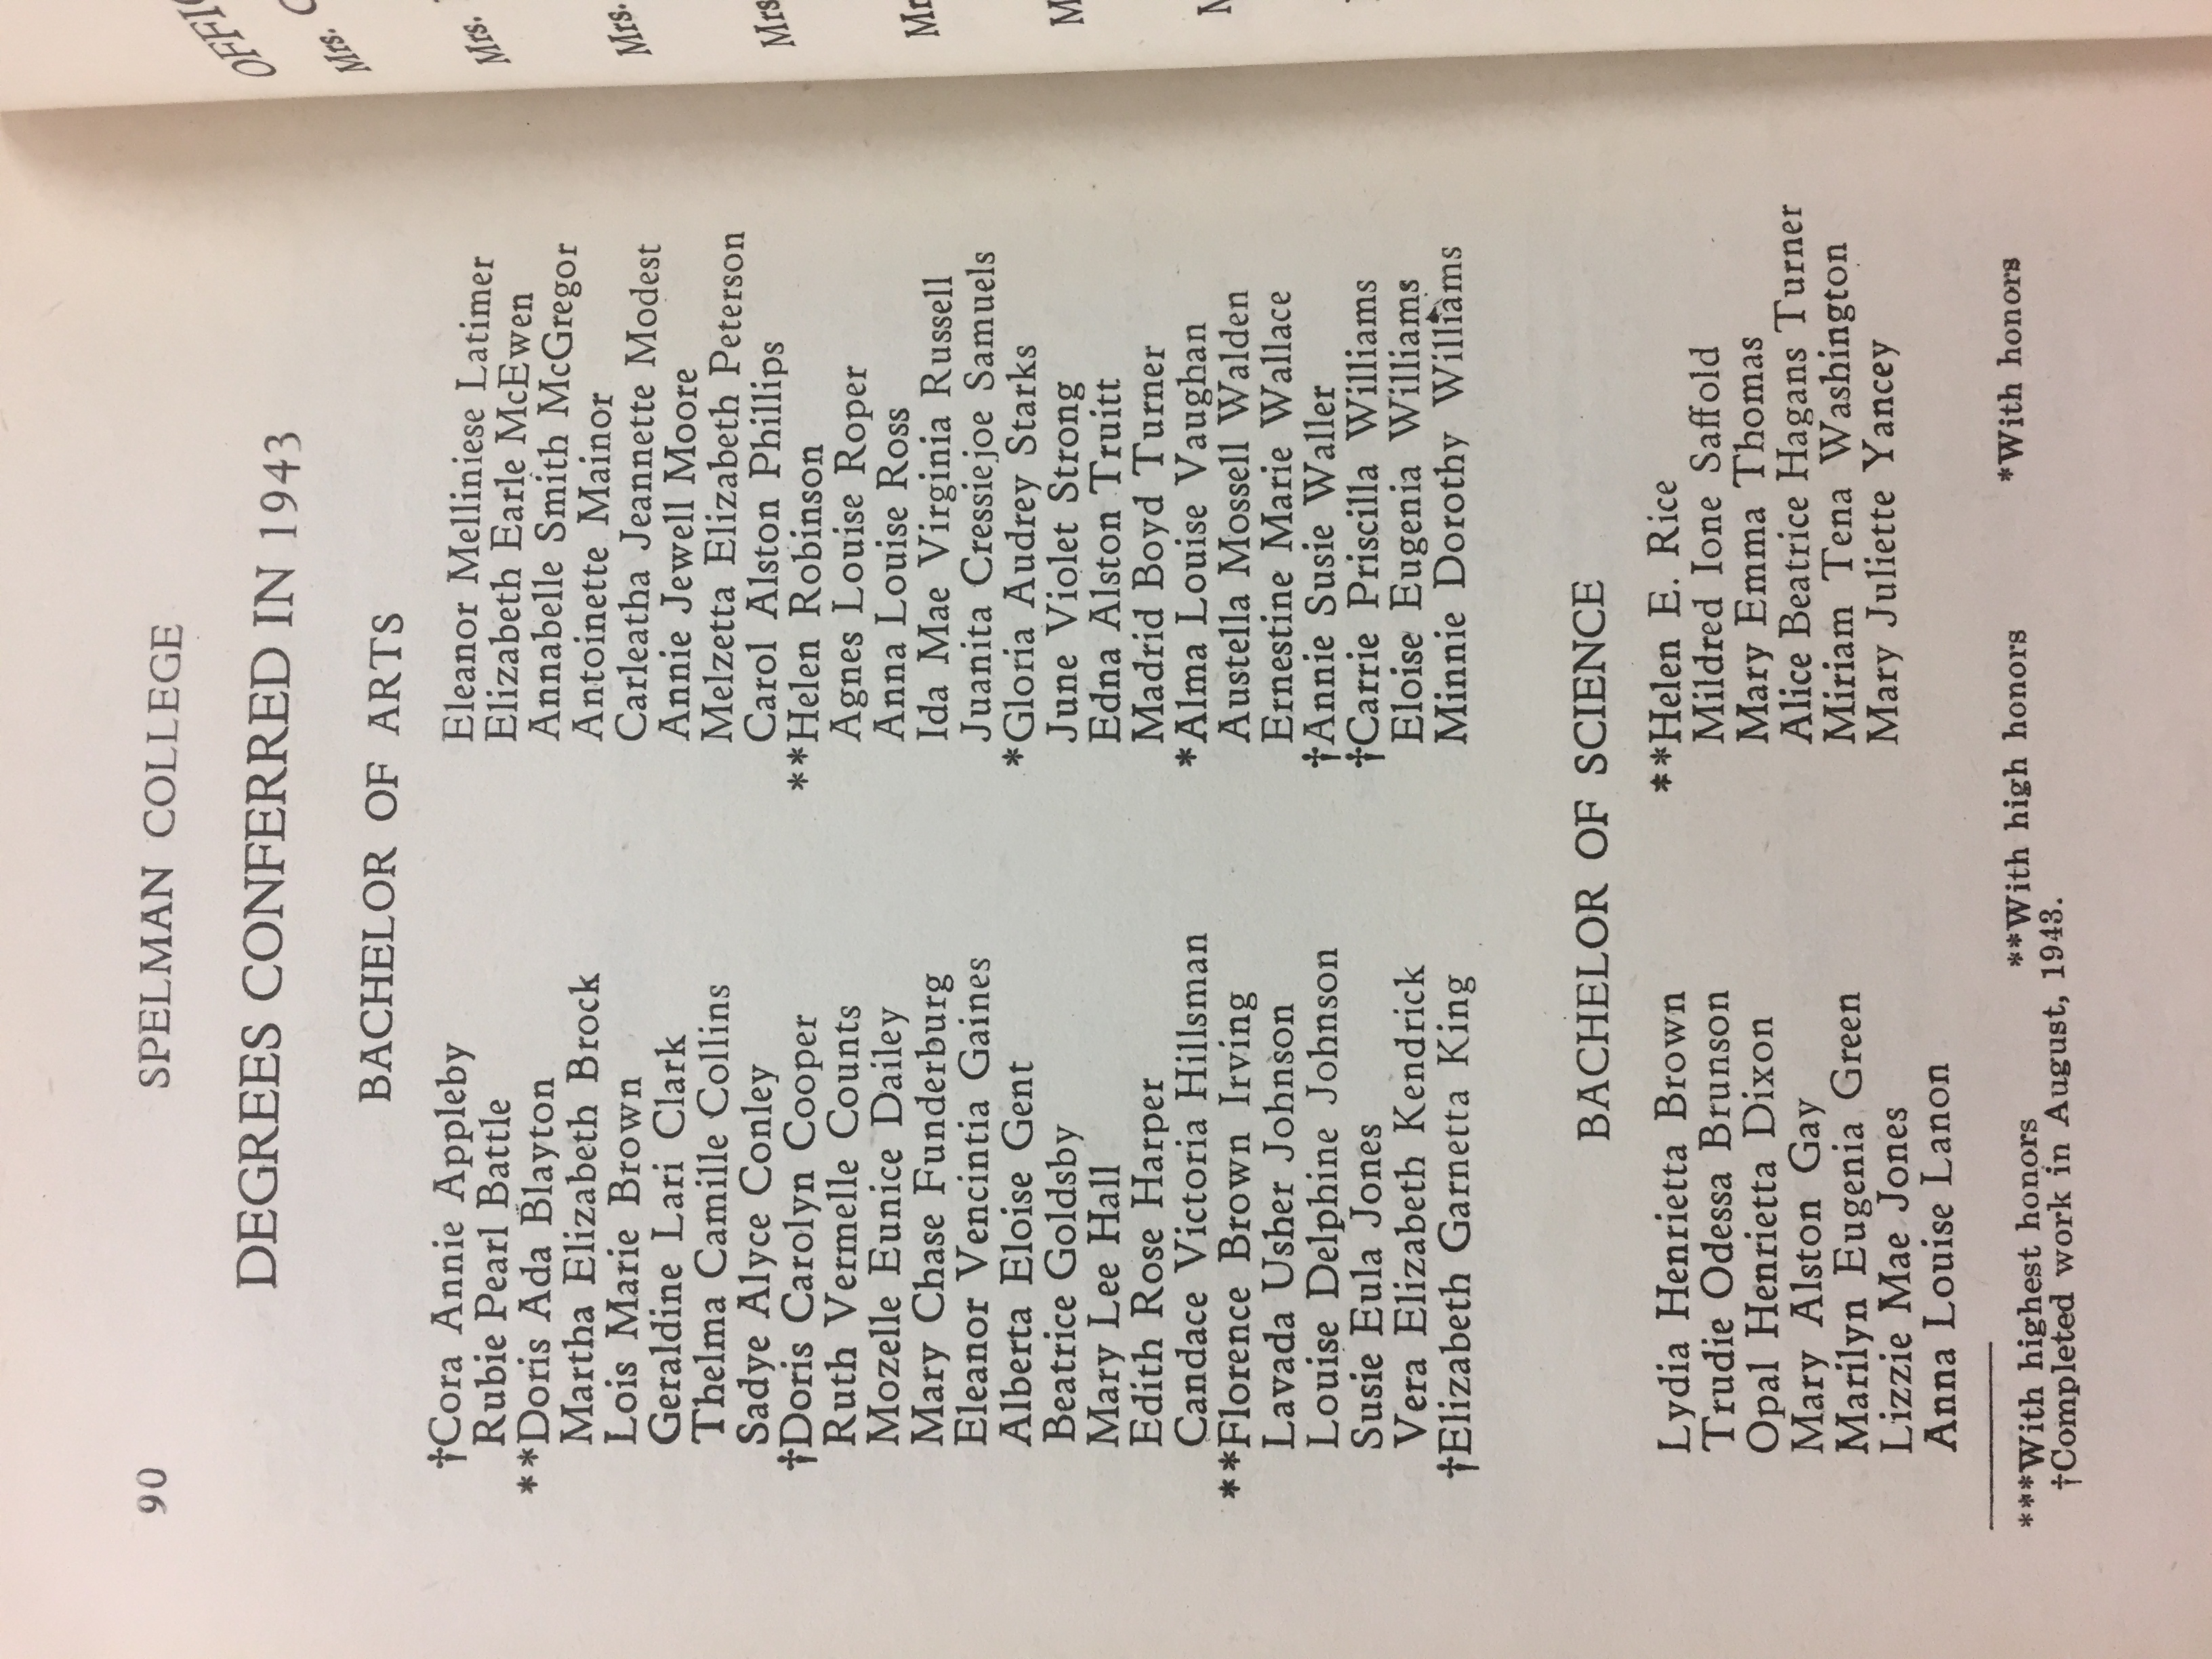 90
SPELMAN COLLEGE
DEGREES CONFERRED IN 1943
BACHELOR OF ARTS
†Cora Annie Appleby
Rubie Pearl Battle
**Doris Ada Blayton
Martha Elizabeth Brock
Lois Marie Brown
Geraldine Lari Clark
Thelma Camille Collins
Sadye Alyce Conley
†Doris Carolyn Cooper
Ruth Vermelle Counts
Mozelle Eunice Dailey
Mary Chase Funderburg
Eleanor Vencintia Gaines
Alberta Eloise Gent
Beatrice Goldsby
Mary Lee Hall
Edith Rose Harper
Candace Victoria Hillsman
**Florence Brown Irving
Lavada Usher Johnson
Louise Delphine Johnson
Susie Eula Jones
Vera Elizabeth Kendrick
†Elizabeth Garnetta King
Eleanor Melliniese Latimer
Elizabeth Earle McEwen
Annabelle Smith McGregor
Antoinette Mainor
Carleatha Jeannette Modest
Annie Jewell Moore
Melzetta Elizabeth Peterson
Carol Alston Phillips
**Helen Robinson
Agnes Louise Roper
Anna Louise Ross
Ida Mae Virginia Russell
Juanita Cressiejoe Samuels
*Gloria Audrey Starks
June Violet Strong
Edna Alston Truitt
Madrid Boyd Turner
*Alma Louise Vaughan
Austella Mossell Walden
Ernestine Marie Wallace
†Annie Susie Waller
†Carrie Priscilla Williams
Eloise Eugenia Williams
Minnie Dorothy Williams
BACHELOR OF SCIENCE
Lydia Henrietta Brown
Trudie Odessa Brunson
Opal Henrietta Dixon
Mary Alston Gay
Marilyn Eugenia Green
Lizzie Mae Jones
Anna Louise Lanon
**Helen E. Rice
Mildred Ione Saffold
Mary Emma Thomas
Alice Beatrice Hagans Turner
Miriam Tena Washington
Mary Juliette Yancey
***With highest honors **With high honors *With honors
†Completed work in August, 1943.
Mrs.
Mrs.
Mrs.
Mrs